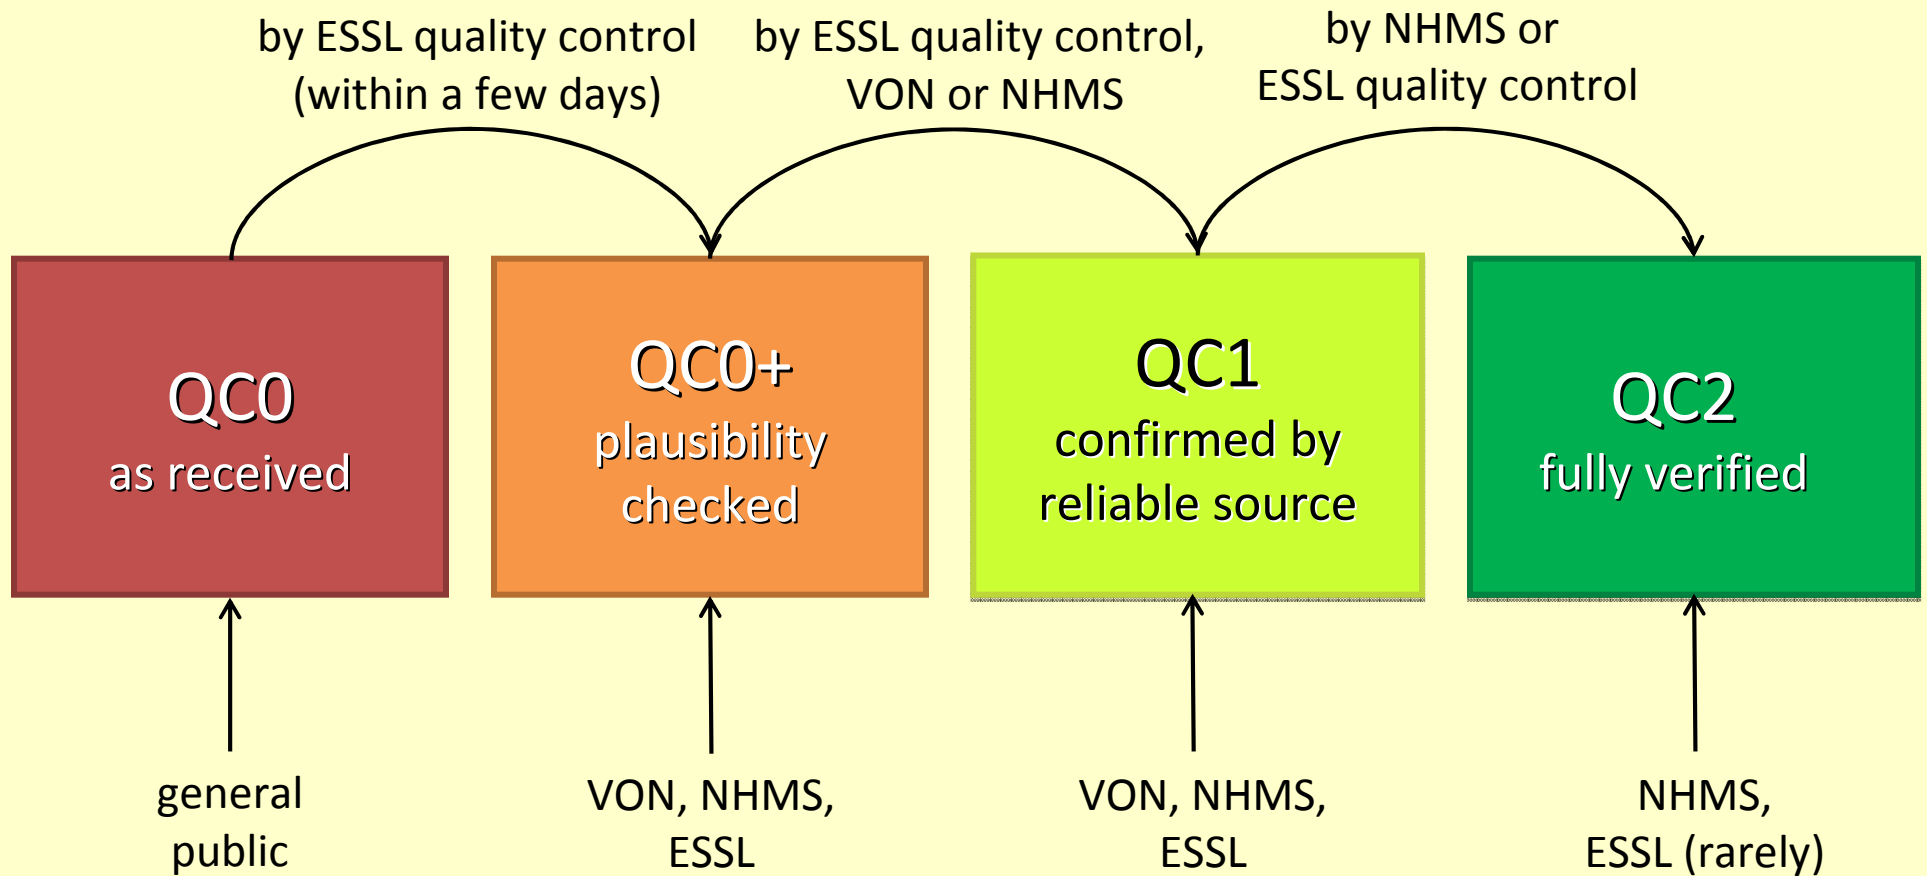 by ESSL quality control
(within a few days)
by ESSL quality control,
VON or NHMS
by NHMS or
ESSL quality control
QC0
as received
QC0+
plausibility
checked
QC1
confirmed by
reliable source
QC2
fully verified
general
public
VON, NHMS,
ESSL
VON, NHMS,
ESSL
NHMS,
ESSL (rarely)